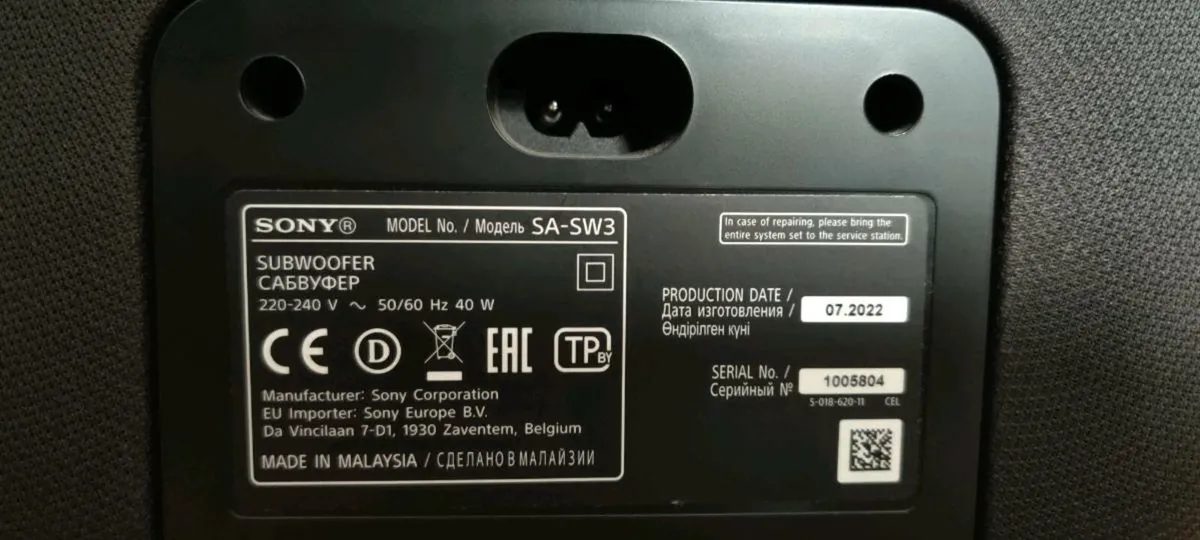 SONY® MODEL No. / Модель SA-SW3
SUBWOOFER
САБВУФЕР
220-240 V ~ 50/60 Hz 40 W
CE D EAC TP BY
Manufacturer: Sony Corporation
EU Importer: Sony Europe B.V.
Da Vincilaan 7-D1, 1930 Zaventem, Belgium
MADE IN MALAYSIA / СДЕЛАНО В МАЛАЙЗИИ
In case of repairing, please bring the
entire system set to the service station.
PRODUCTION DATE /
Дата изготовления / 07.2022
Өндірілген күні
SERIAL No. /
Серийный № 1005804
5-018-620-11 CEL